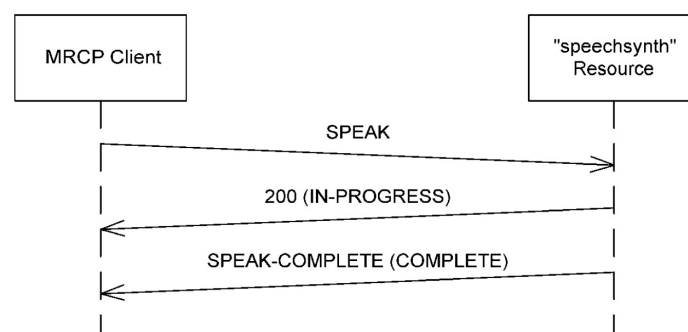 MRCP Client
"speechsynth"
Resource
SPEAK
200 (IN-PROGRESS)
SPEAK-COMPLETE (COMPLETE)